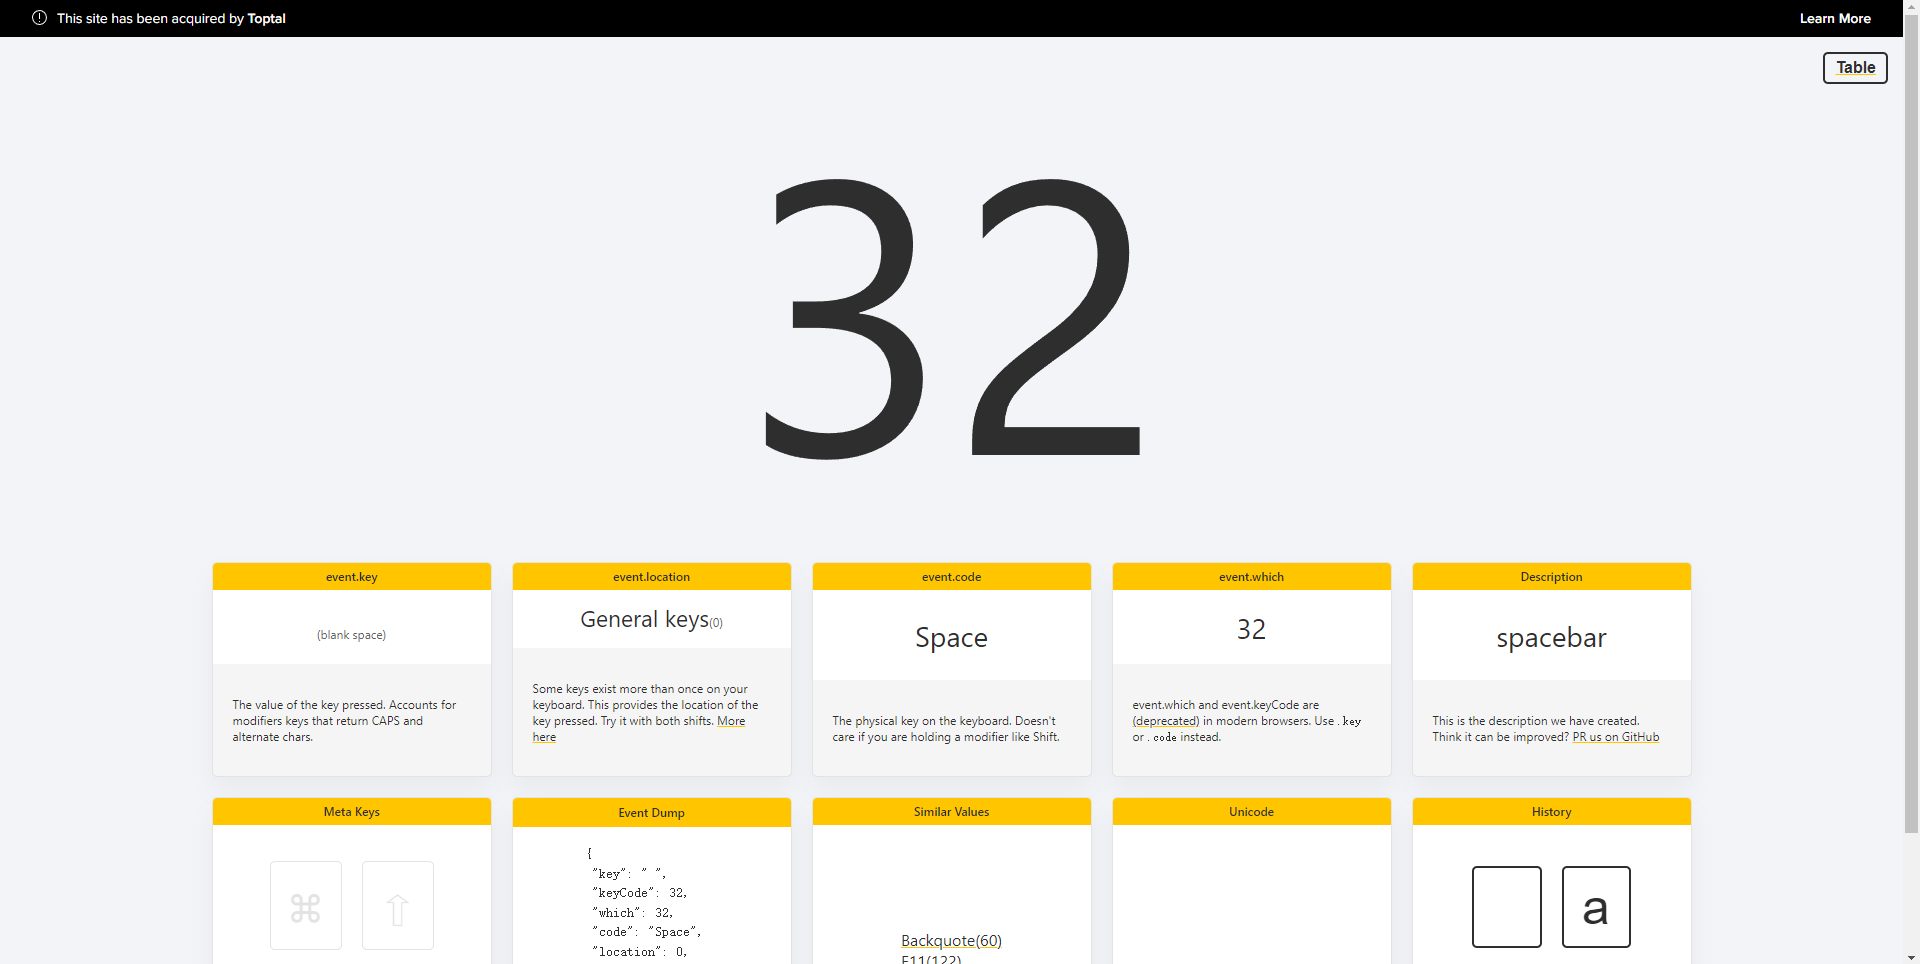 This site has been acquired by Toptal
Learn More
Table
32
event.key
(blank space)
The value of the key pressed. Accounts for
modifiers keys that return CAPS and
alternate chars.
event.location
General keys(0)
Some keys exist more than once on your
keyboard. This provides the location of the
key pressed. Try it with both shifts. More
here
event.code
Space
The physical key on the keyboard. Doesn't
care if you are holding a modifier like Shift.
event.which
32
event.which and event.keyCode are
(deprecated) in modern browsers. Use .key
or .code instead.
Description
spacebar
This is the description we have created.
Think it can be improved? PR us on GitHub
Meta Keys
⌘ ⇧
Event Dump
{
"key": " ",
"keyCode": 32,
"which": 32,
"code": "Space",
"location": 0,
Similar Values
Backquote(60)
F11(122)
Unicode
History
a